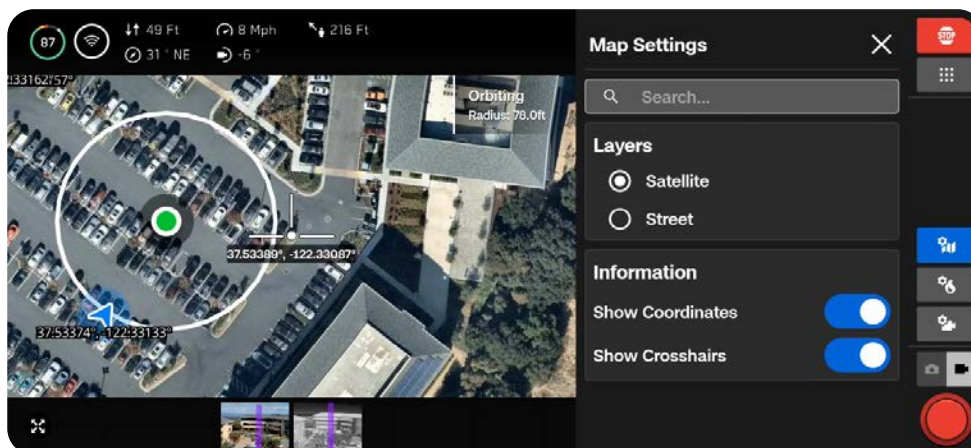 87
49 Ft
8 Mph
216 Ft
31 ° NE
-6 °
Orbiting
Radius: 78.0ft
37.53389°, -122.33087°
37.53374°, -122.33133°
Map Settings
Search...
Layers
Satellite
Street
Information
Show Coordinates
Show Crosshairs
STOP